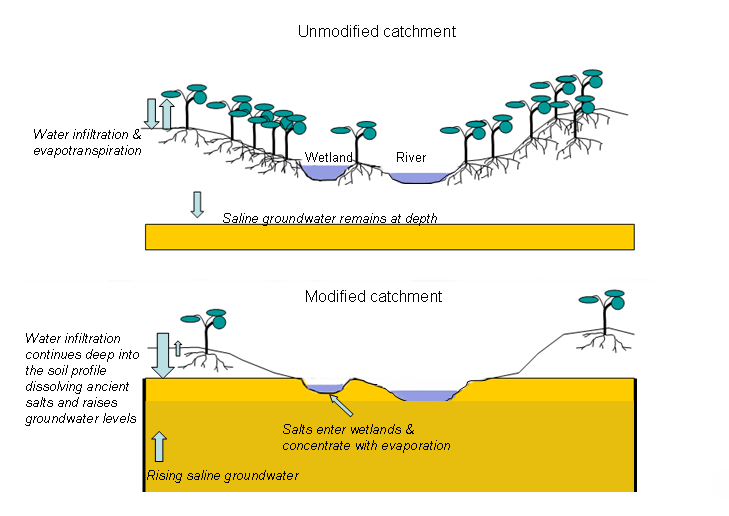 Unmodified catchment
Water infiltration &
evapotranspiration
Wetland
River
Saline groundwater remains at depth
Modified catchment
Water infiltration
continues deep into
the soil profile
dissolving ancient
salts and raises
groundwater levels
Salts enter wetlands &
concentrate with evaporation
Rising saline groundwater